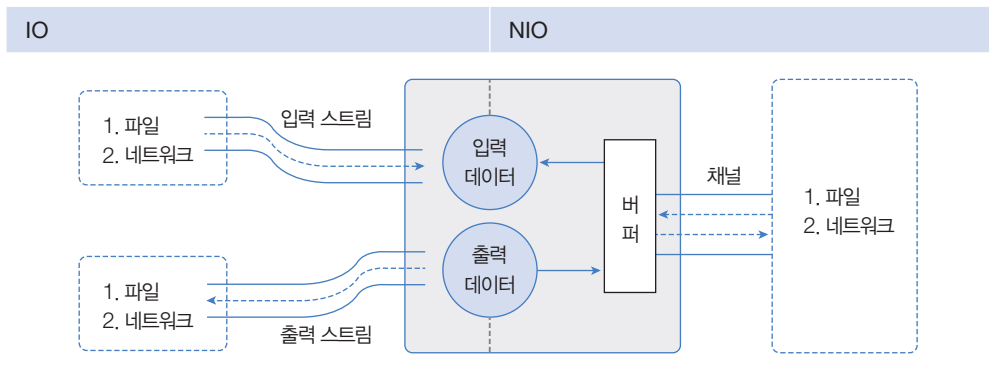 IO
NIO
1. 파일
2. 네트워크
입력 스트림
입력
데이터
버
퍼
채널
1. 파일
2. 네트워크
출력
데이터
1. 파일
2. 네트워크
출력 스트림